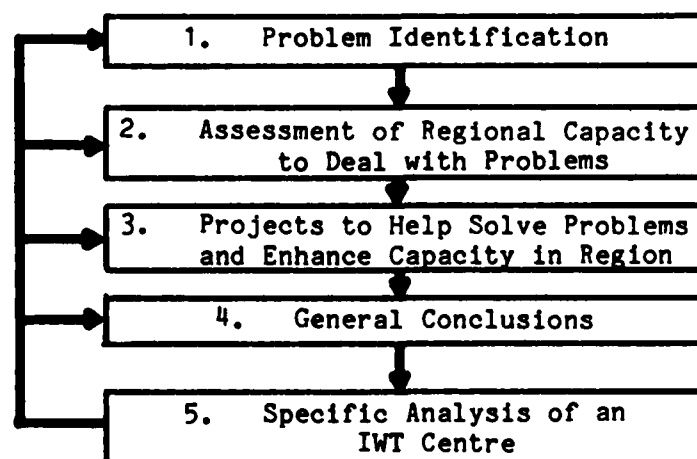 1. Problem Identification
2. Assessment of Regional Capacity
to Deal with Problems
3. Projects to Help Solve Problems
and Enhance Capacity in Region
4. General Conclusions
5. Specific Analysis of an
IWT Centre